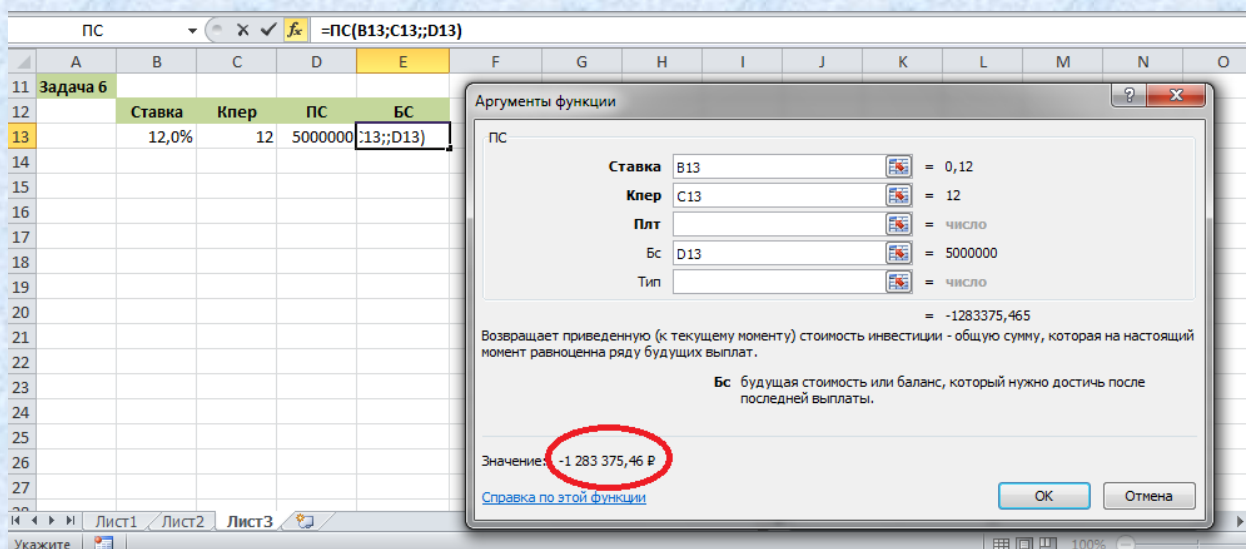 ПС =ПС(B13;C13;;D13)
A B C D E F G H I J K L M N O
11 Задача 6
12 Ставка Кпер ПС БС
13 12,0% 12 5000000 C13;;D13)
14
15
16
17
18
19
20
21
22
23
24
25
26
27
28
Аргументы функции
ПС
Ставка B13 = 0,12
Кпер C13 = 12
Плт = число
Бс D13 = 5000000
Тип = число
= -1283375,465
Возвращает приведенную (к текущему моменту) стоимость инвестиции - общую сумму, которая на настоящий
момент равноценна ряду будущих выплат.
Бс будущая стоимость или баланс, который нужно достичь после
последней выплаты.
Значение: -1 283 375,46 ₽
Справка по этой функции
ОК Отмена
Лист1 Лист2 Лист3
Укажите 100%